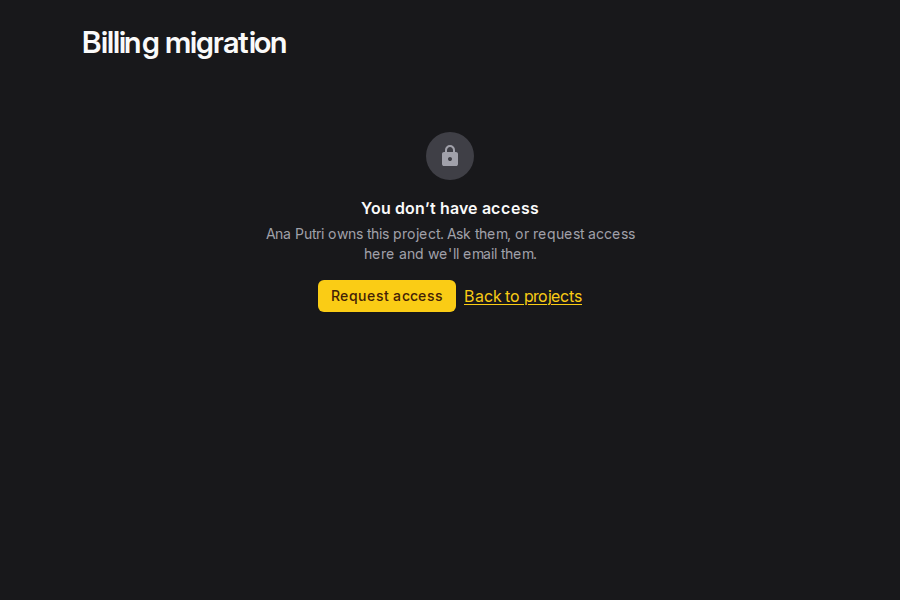 Billing migration
You don’t have access
Ana Putri owns this project. Ask them, or request access
here and we'll email them.
Request access
Back to projects